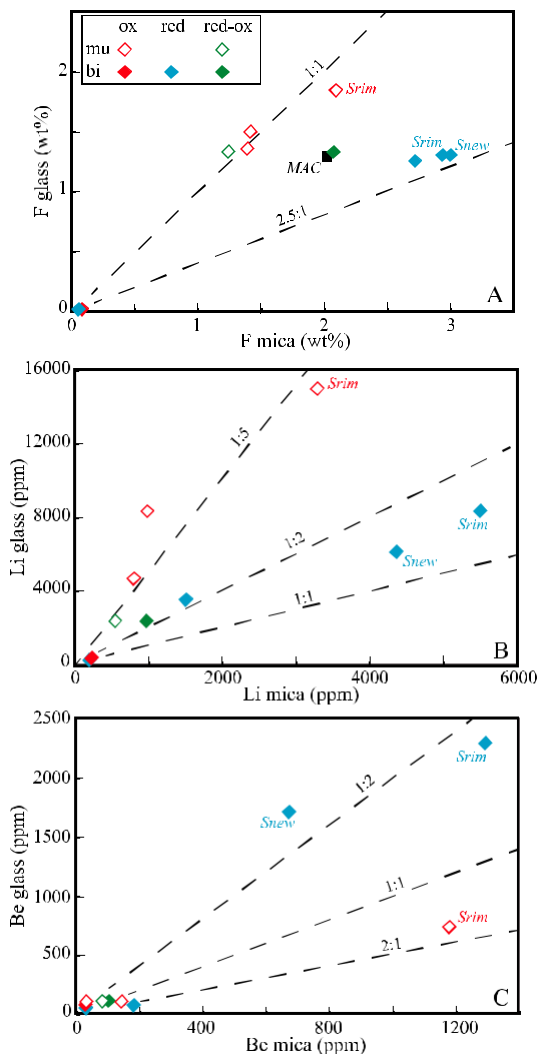 ox red red-ox
mu
bi
2
1
0
F glass (wt%)
1:1
Srim
MAC
Srim
Snew
2.5:1
A
0 1 2 3
F mica (wt%)
16000
12000
8000
4000
0
Li glass (ppm)
1:5
Srim
1:2
Srim
Snew
1:1
B
2000 4000 6000
Li mica (ppm)
2500
2000
1500
1000
500
0
Be glass (ppm)
1:2
Srim
Snew
1:1
Srim
2:1
C
400 800 1200
Be mica (ppm)